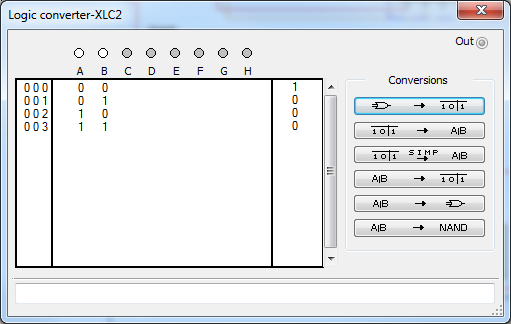 Logic converter-XLC2
Out
A B C D E F G H
000 0 0 1
001 0 1 0
002 1 0 0
003 1 1 0
Conversions
→ 1 0 1
1 0 1 → A|B
1 0 1 SIMP → A|B
A|B → 1 0 1
A|B →
A|B → NAND